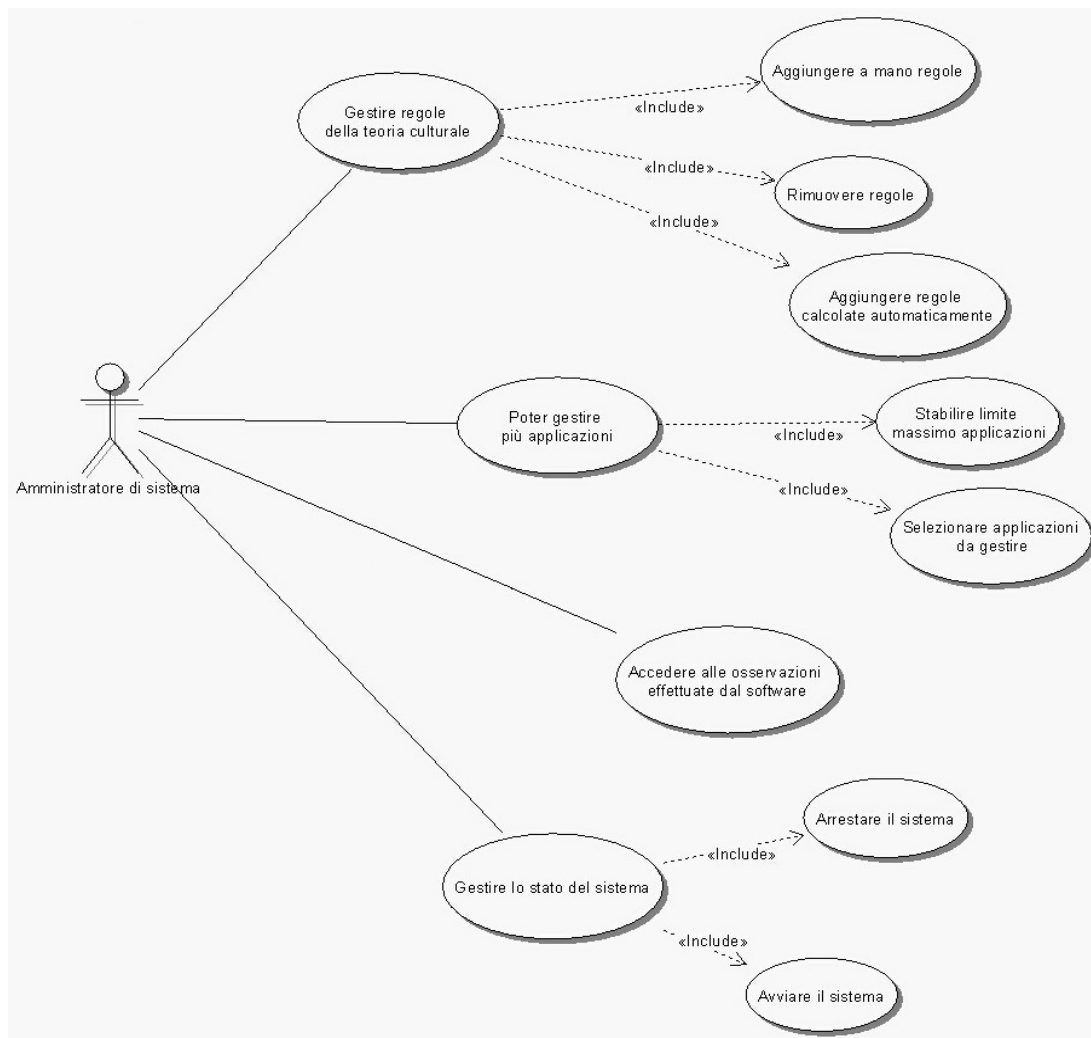 Aggiungere a mano regole
Gestire regole
della teoria culturale
«Include»
«Include»
Rimuovere regole
«Include»
Aggiungere regole
calcolate automaticamente
Poter gestire
più applicazioni
«Include»
Stabilire limite
massimo applicazioni
Amministratore di sistema
«Include»
Selezionare applicazioni
da gestire
Accedere alle osservazioni
effettuate dal software
Arrestare il sistema
«Include»
Gestire lo stato del sistema
«Include»
Avviare il sistema